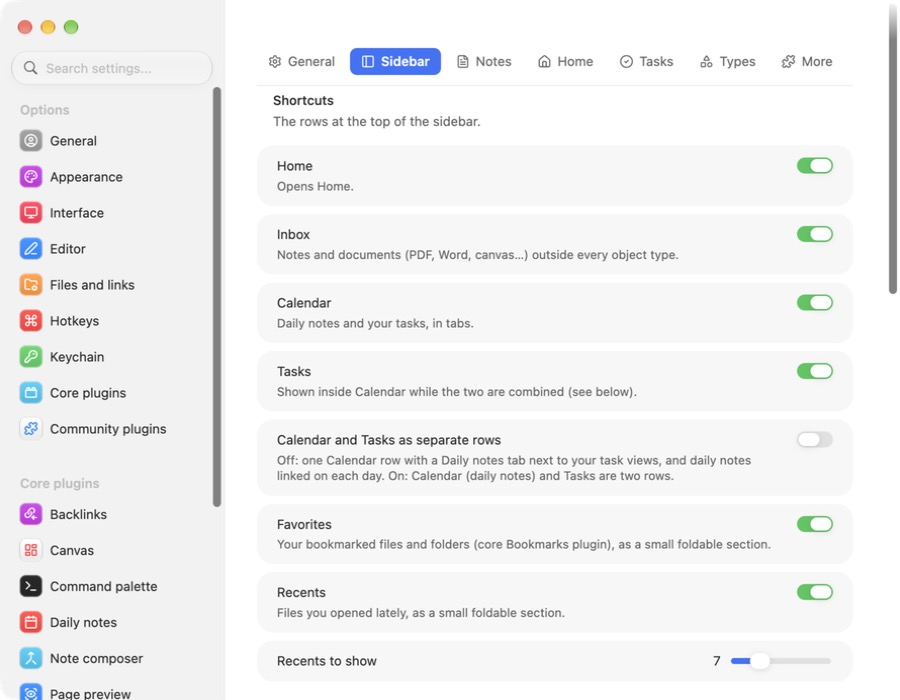 Search settings...
Options
General
Appearance
Interface
Editor
Files and links
Hotkeys
Keychain
Core plugins
Community plugins
Core plugins
Backlinks
Canvas
Command palette
Daily notes
Note composer
Page preview
General
Sidebar
Notes
Home
Tasks
Types
More
Shortcuts
The rows at the top of the sidebar.
Home
Opens Home.
Inbox
Notes and documents (PDF, Word, canvas…) outside every object type.
Calendar
Daily notes and your tasks, in tabs.
Tasks
Shown inside Calendar while the two are combined (see below).
Calendar and Tasks as separate rows
Off: one Calendar row with a Daily notes tab next to your task views, and daily notes
linked on each day. On: Calendar (daily notes) and Tasks are two rows.
Favorites
Your bookmarked files and folders (core Bookmarks plugin), as a small foldable section.
Recents
Files you opened lately, as a small foldable section.
Recents to show
7